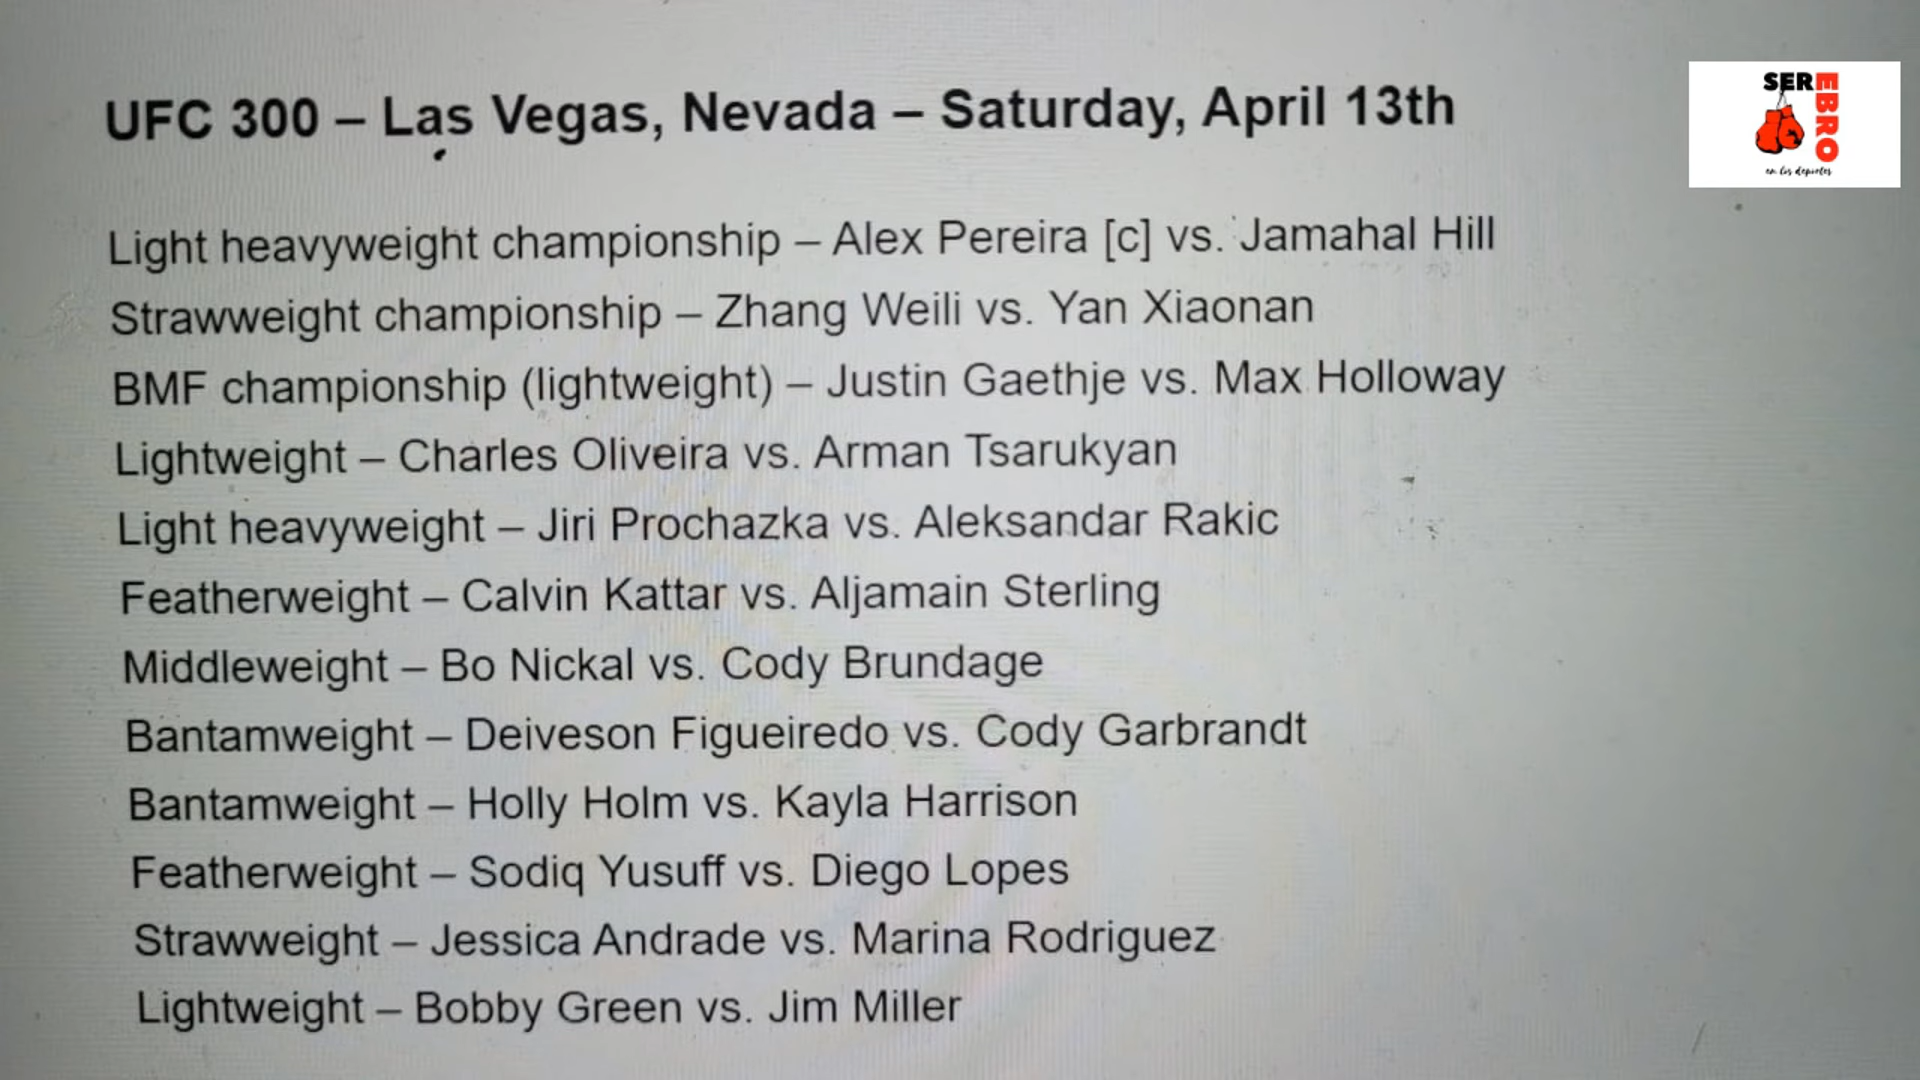 UFC 300 – Las Vegas, Nevada – Saturday, April 13th
SER
EBRO
en los deportes
Light heavyweight championship – Alex Pereira [c] vs. Jamahal Hill
Strawweight championship – Zhang Weili vs. Yan Xiaonan
BMF championship (lightweight) – Justin Gaethje vs. Max Holloway
Lightweight – Charles Oliveira vs. Arman Tsarukyan
Light heavyweight – Jiri Prochazka vs. Aleksandar Rakic
Featherweight – Calvin Kattar vs. Aljamain Sterling
Middleweight – Bo Nickal vs. Cody Brundage
Bantamweight – Deiveson Figueiredo vs. Cody Garbrandt
Bantamweight – Holly Holm vs. Kayla Harrison
Featherweight – Sodiq Yusuff vs. Diego Lopes
Strawweight – Jessica Andrade vs. Marina Rodriguez
Lightweight – Bobby Green vs. Jim Miller